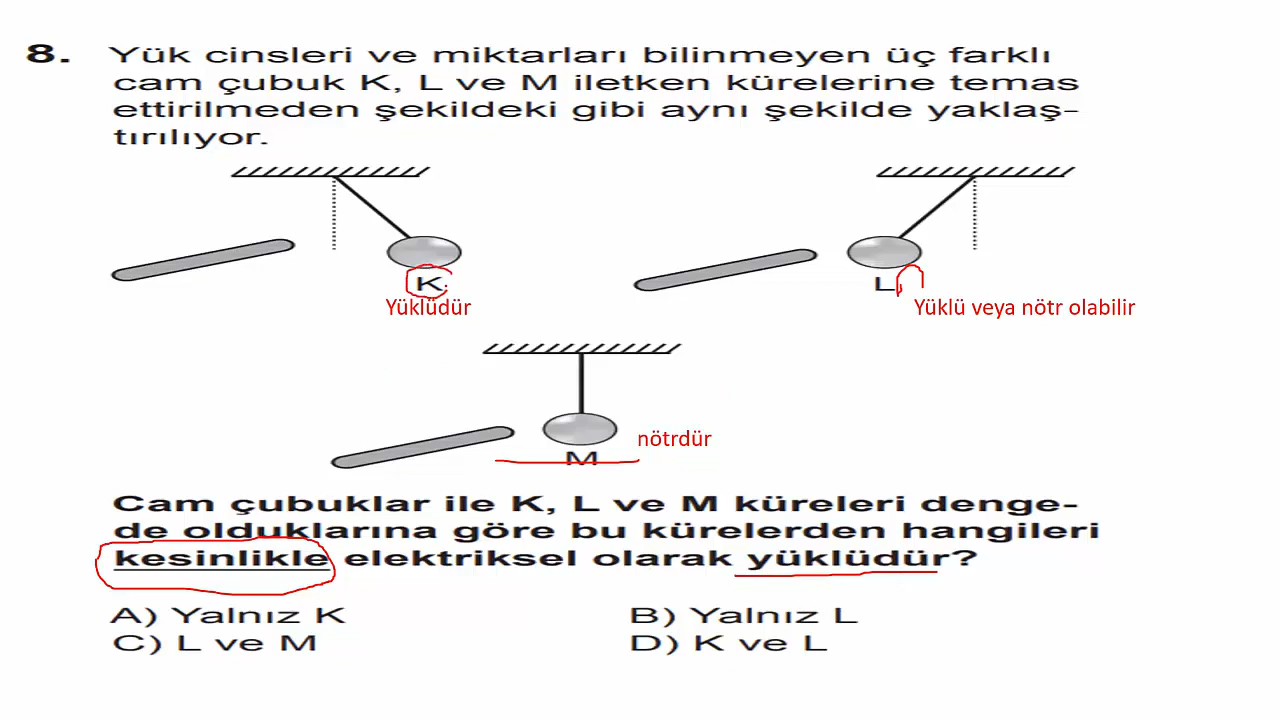 8. Yük cinsleri ve miktarları bilinmeyen üç farklı
cam çubuk K, L ve M iletken kürelerine temas
ettirilmeden şekildeki gibi aynı şekilde yaklaş-
tırılıyor.
K
L
Yüklüdür
Yüklü veya nötr olabilir
nötrdür
M
Cam çubuklar ile K, L ve M küreleri denge-
de olduklarına göre bu kürelerden hangileri
kesinlikle elektriksel olarak yüklüdür?
A) Yalnız K
B) Yalnız L
C) L ve M
D) K ve L